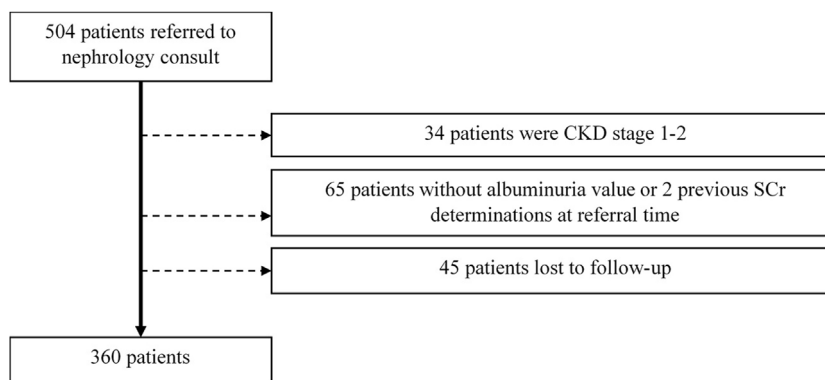 504 patients referred to
nephrology consult
34 patients were CKD stage 1-2
65 patients without albuminuria value or 2 previous SCr
determinations at referral time
45 patients lost to follow-up
360 patients